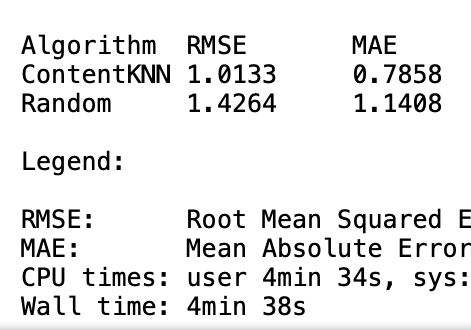 Algorithm RMSE MAE
ContentKNN 1.0133 0.7858
Random 1.4264 1.1408
Legend:
RMSE: Root Mean Squared E
MAE: Mean Absolute Error
CPU times: user 4min 34s, sys:
Wall time: 4min 38s